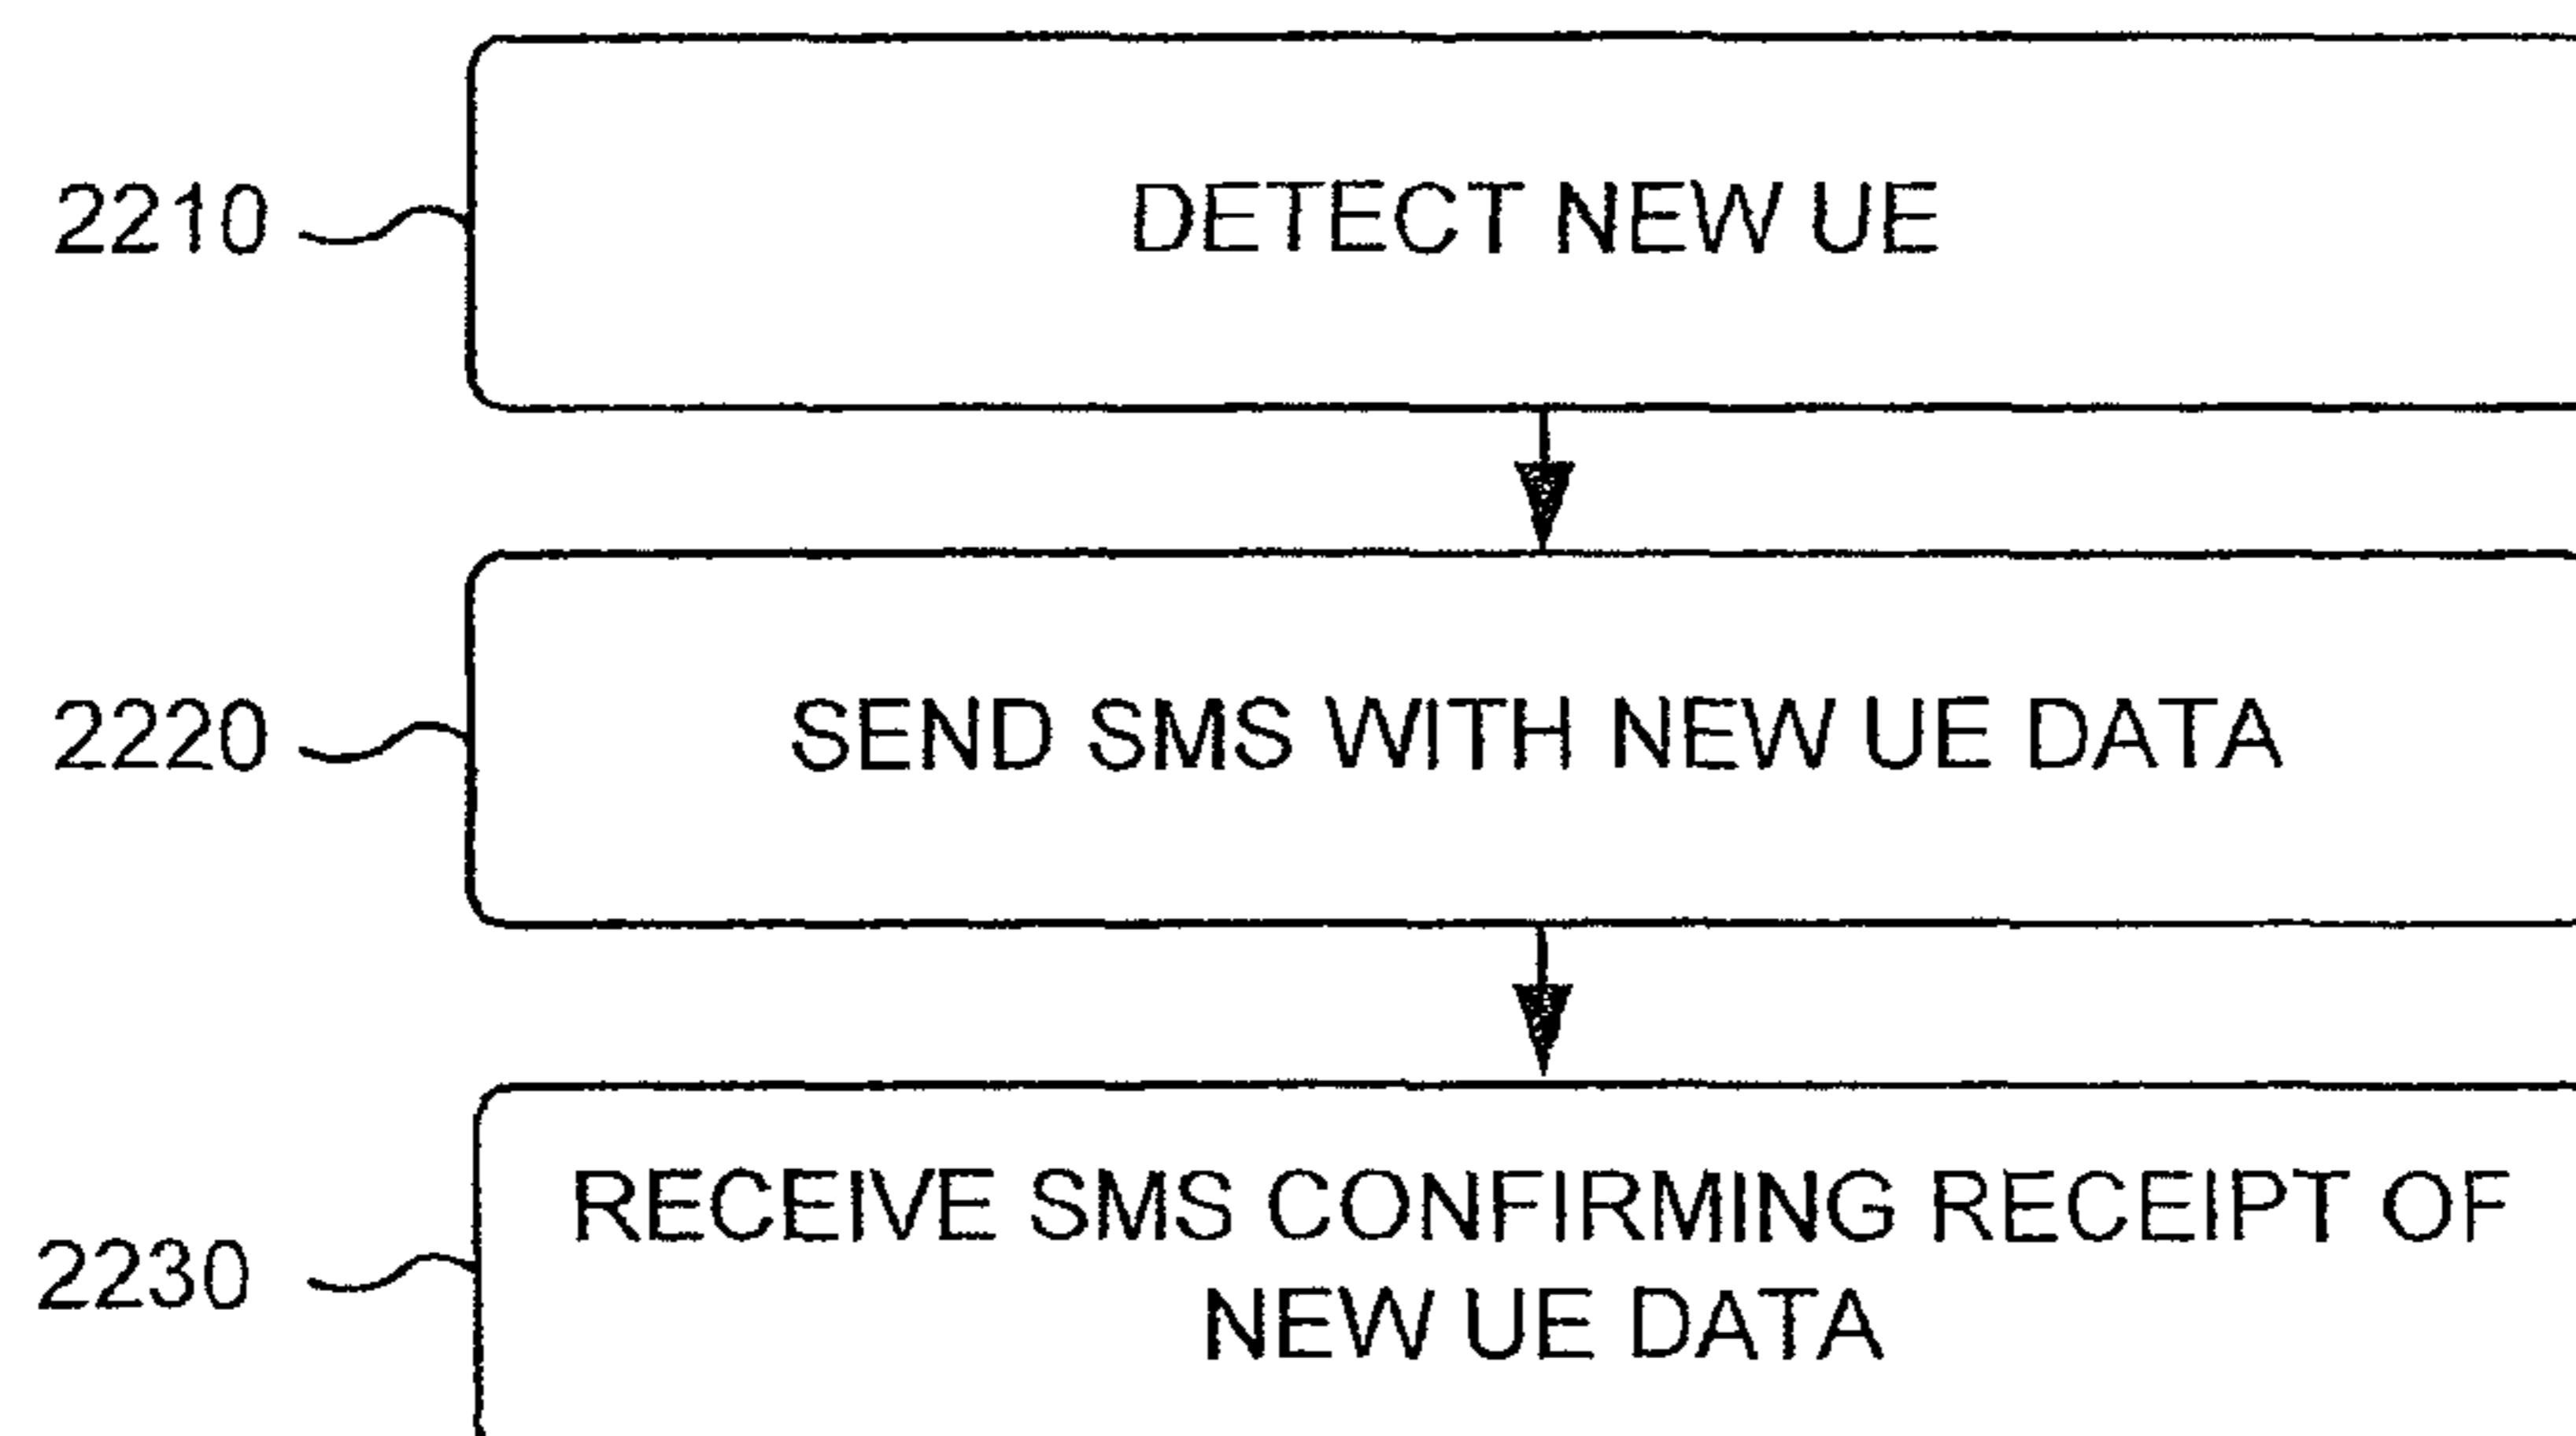 2210
DETECT NEW UE
2220
SEND SMS WITH NEW UE DATA
2230
RECEIVE SMS CONFIRMING RECEIPT OF
NEW UE DATA